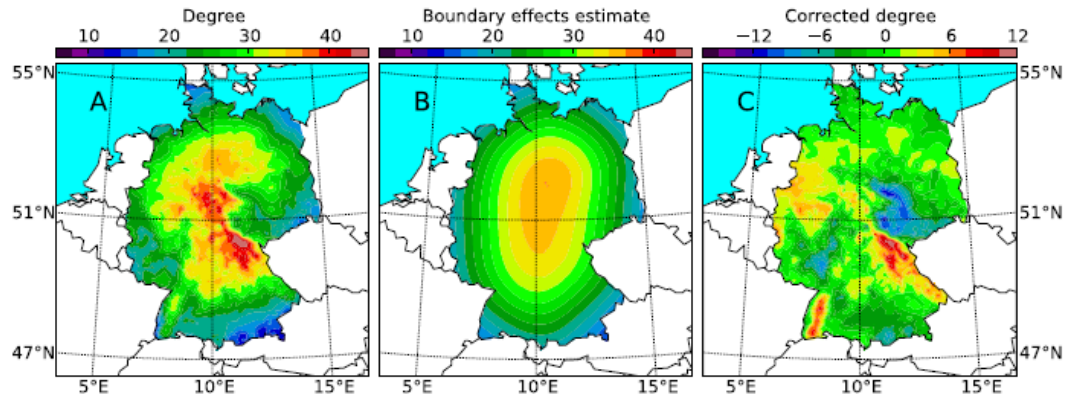 Degree
Boundary effects estimate
Corrected degree
10 20 30 40
10 20 30 40
−12 −6 0 6 12
55°N
A
B
C
55°N
51°N
51°N
47°N
47°N
5°E 10°E 15°E
5°E 10°E 15°E
5°E 10°E 15°E